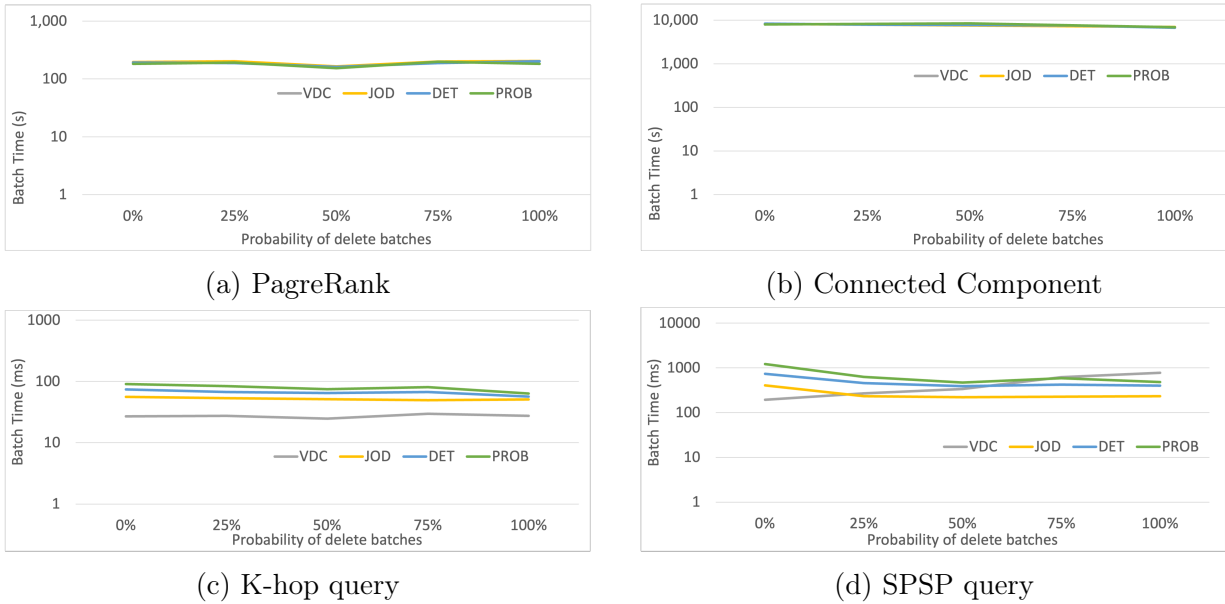 1,000
100
10
1
Batch Time (s)
VDC JOD DET PROB
0% 25% 50% 75% 100%
Probability of delete batches
(a) PagreRank
10,000
1,000
100
10
1
Batch Time (s)
VDC JOD DET PROB
0% 25% 50% 75% 100%
Probability of delete batches
(b) Connected Component
1000
100
10
1
Batch Time (ms)
VDC JOD DET PROB
0% 25% 50% 75% 100%
Probability of delete batches
(c) K-hop query
10000
1000
100
10
1
Batch Time (ms)
VDC JOD DET PROB
0% 25% 50% 75% 100%
Probability of delete batches
(d) SPSP query